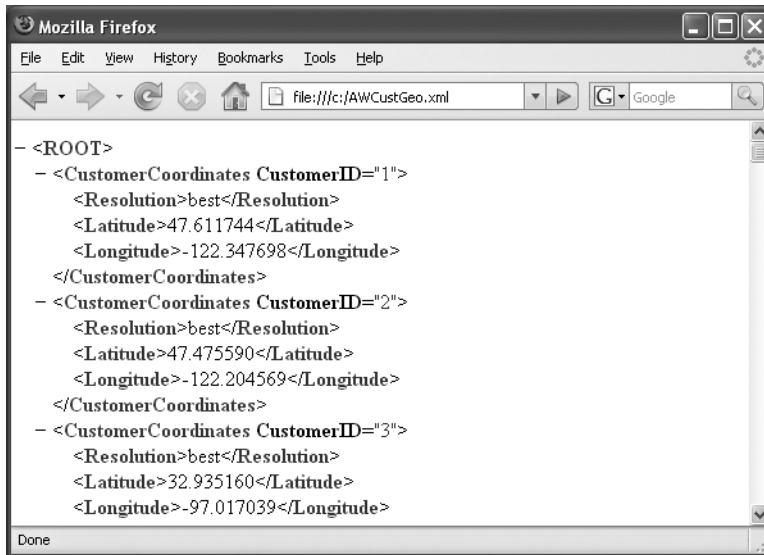 Mozilla Firefox
File Edit View History Bookmarks Tools Help
file:///c:/AWCustGeo.xml G Google
− <ROOT>
− <CustomerCoordinates CustomerID="1">
<Resolution>best</Resolution>
<Latitude>47.611744</Latitude>
<Longitude>-122.347698</Longitude>
</CustomerCoordinates>
− <CustomerCoordinates CustomerID="2">
<Resolution>best</Resolution>
<Latitude>47.475590</Latitude>
<Longitude>-122.204569</Longitude>
</CustomerCoordinates>
− <CustomerCoordinates CustomerID="3">
<Resolution>best</Resolution>
<Latitude>32.935160</Latitude>
<Longitude>-97.017039</Longitude>
Done